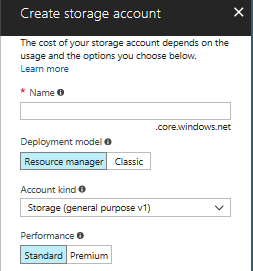 Create storage account
The cost of your storage account depends on the
usage and the options you choose below.
Learn more
* Name
.core.windows.net
Deployment model
Resource manager Classic
Account kind
Storage (general purpose v1)
Performance
Standard Premium